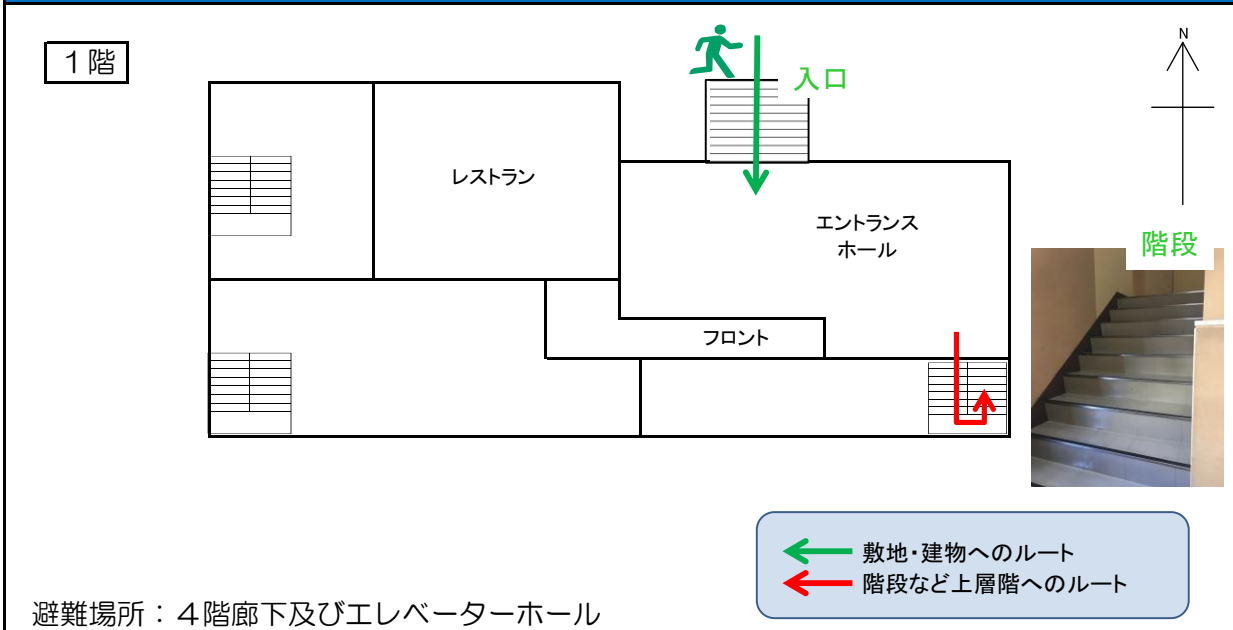 1階
入口
N
レストラン
エントランス
ホール
階段
フロント
敷地・建物へのルート
階段など上層階へのルート
避難場所：４階廊下及びエレベーターホール